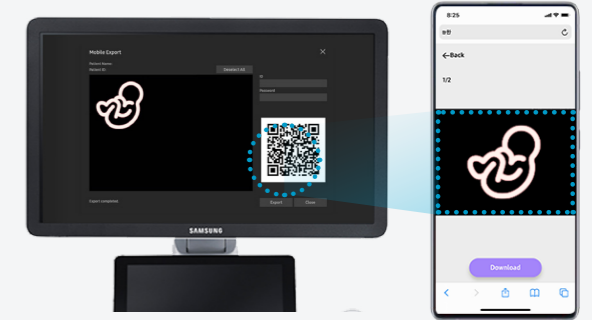 Mobile Export
Patient Name
Patient ID
Deselect All
ID
Password
Export completed.
Export
Close
SAMSUNG
8:25
←Back
1/2
Download